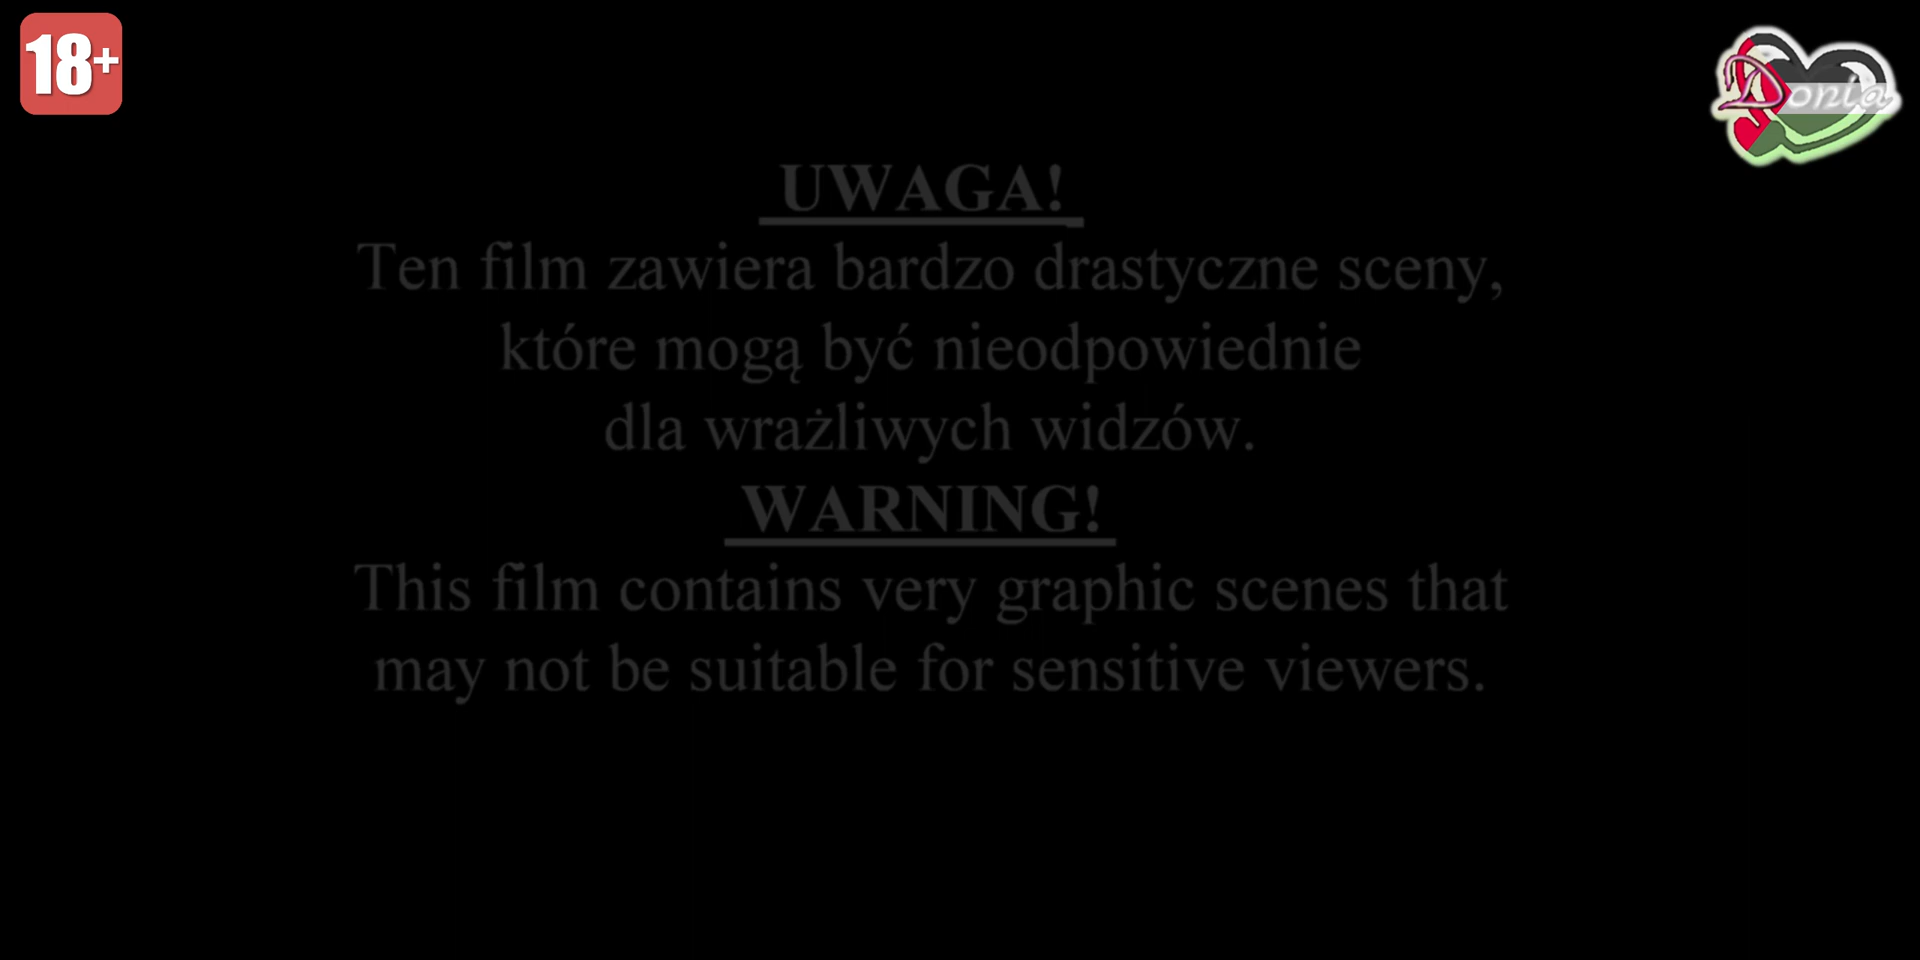 18+
Donia
UWAGA!
Ten film zawiera bardzo drastyczne sceny,
które mogą być nieodpowiednie
dla wrażliwych widzów.
WARNING!
This film contains very graphic scenes that
may not be suitable for sensitive viewers.